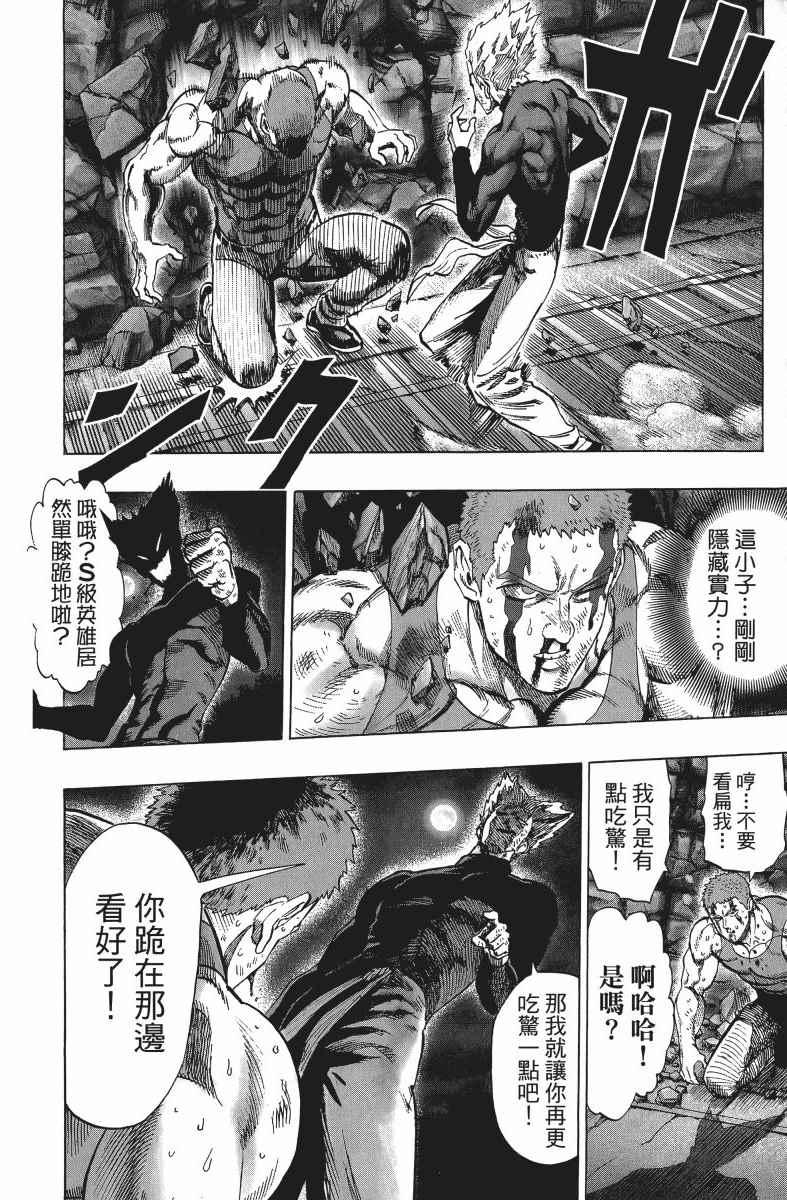 ガ
ン
ク
這小子…剛剛
隱藏實力…？
哦哦？S級英雄居
然單膝跪地啦？
哼…不要
看扁我…
我只是有
點吃驚！
啊哈哈！
是嗎？
那我就讓你再更
吃驚一點吧！
你跪在那邊
看好了！